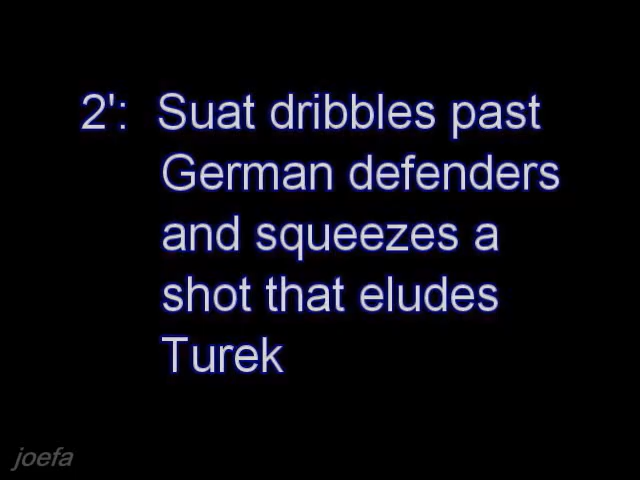 2': Suat dribbles past
German defenders
and squeezes a
shot that eludes
Turek
joefa